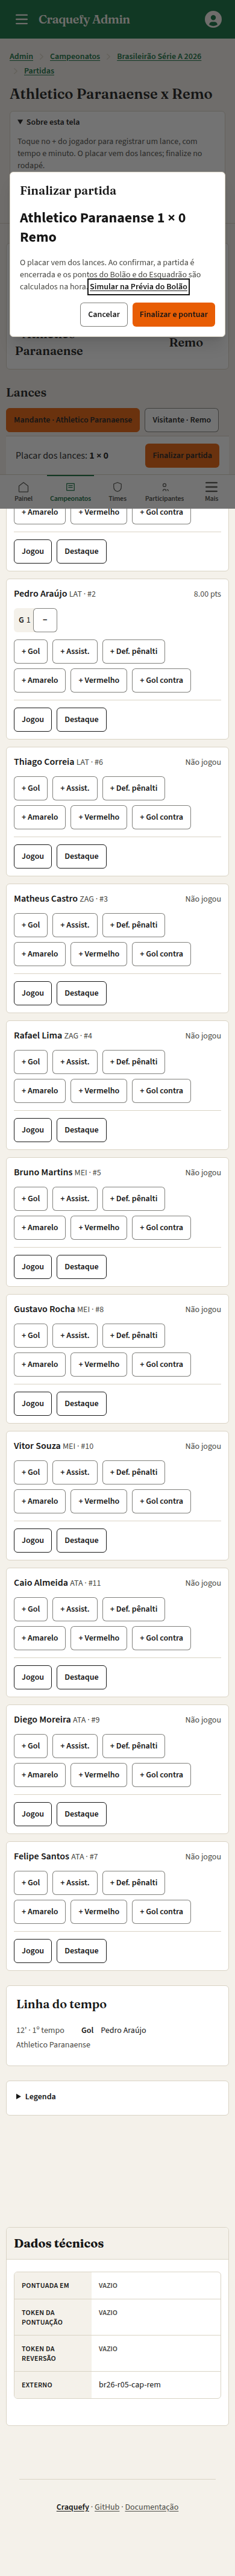 Craquefy Admin
Admin / Campeonatos / Brasileirão Série A 2026
/ Partidas
Athletico Paranaense x Remo
▼ Sobre esta tela
Toque no + do jogador para registrar um lance, com
tempo e minuto. O placar vem dos lances; finalize no
rodapé.
Finalizar partida
Athletico Paranaense 1 × 0
Remo
O placar vem dos lances. Ao confirmar, a partida é
encerrada e os pontos do Bolão e do Esquadrão são
calculados na hora. Simular na Prévia do Bolão
Cancelar
Finalizar e pontuar
Paranaense
Remo
Lances
Mandante · Athletico Paranaense
Visitante · Remo
Placar dos lances: 1 × 0
Finalizar partida
Painel
Campeonatos
Times
Participantes
Mais
+ Amarelo
+ Vermelho
+ Gol contra
Jogou
Destaque
Pedro Araújo LAT · #2
8.00 pts
G 1
−
+ Gol
+ Assist.
+ Def. pênalti
+ Amarelo
+ Vermelho
+ Gol contra
Jogou
Destaque
Thiago Correia LAT · #6
Não jogou
+ Gol
+ Assist.
+ Def. pênalti
+ Amarelo
+ Vermelho
+ Gol contra
Jogou
Destaque
Matheus Castro ZAG · #3
Não jogou
+ Gol
+ Assist.
+ Def. pênalti
+ Amarelo
+ Vermelho
+ Gol contra
Jogou
Destaque
Rafael Lima ZAG · #4
Não jogou
+ Gol
+ Assist.
+ Def. pênalti
+ Amarelo
+ Vermelho
+ Gol contra
Jogou
Destaque
Bruno Martins MEI · #5
Não jogou
+ Gol
+ Assist.
+ Def. pênalti
+ Amarelo
+ Vermelho
+ Gol contra
Jogou
Destaque
Gustavo Rocha MEI · #8
Não jogou
+ Gol
+ Assist.
+ Def. pênalti
+ Amarelo
+ Vermelho
+ Gol contra
Jogou
Destaque
Vitor Souza MEI · #10
Não jogou
+ Gol
+ Assist.
+ Def. pênalti
+ Amarelo
+ Vermelho
+ Gol contra
Jogou
Destaque
Caio Almeida ATA · #11
Não jogou
+ Gol
+ Assist.
+ Def. pênalti
+ Amarelo
+ Vermelho
+ Gol contra
Jogou
Destaque
Diego Moreira ATA · #9
Não jogou
+ Gol
+ Assist.
+ Def. pênalti
+ Amarelo
+ Vermelho
+ Gol contra
Jogou
Destaque
Felipe Santos ATA · #7
Não jogou
+ Gol
+ Assist.
+ Def. pênalti
+ Amarelo
+ Vermelho
+ Gol contra
Jogou
Destaque
Linha do tempo
12' · 1º tempo Gol Pedro Araújo
Athletico Paranaense
▶ Legenda
Dados técnicos
PONTUADA EM VAZIO
TOKEN DA VAZIO
PONTUAÇÃO
TOKEN DA VAZIO
REVERSÃO
EXTERNO br26-r05-cap-rem
Craquefy · GitHub · Documentação